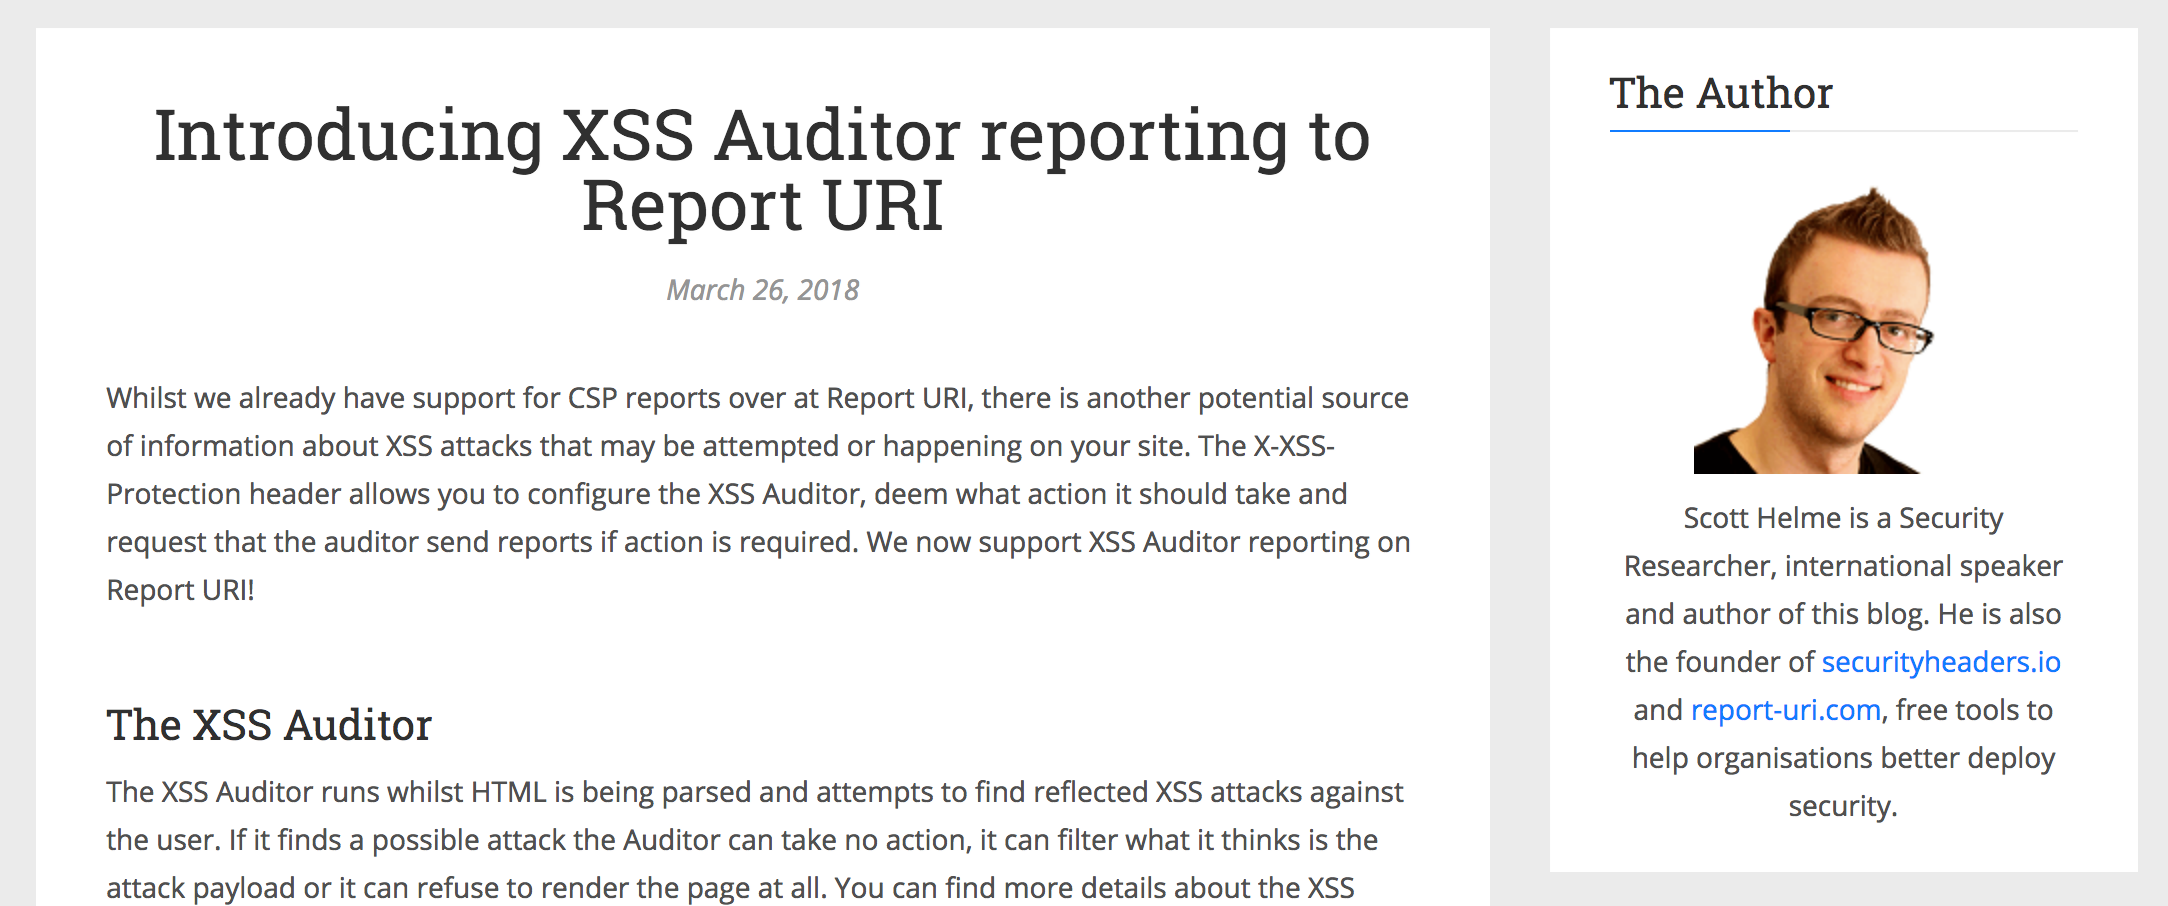 Introducing XSS Auditor reporting to
Report URI
March 26, 2018
Whilst we already have support for CSP reports over at Report URI, there is another potential source
of information about XSS attacks that may be attempted or happening on your site. The X-XSS-
Protection header allows you to configure the XSS Auditor, deem what action it should take and
request that the auditor send reports if action is required. We now support XSS Auditor reporting on
Report URI!
The XSS Auditor
The XSS Auditor runs whilst HTML is being parsed and attempts to find reflected XSS attacks against
the user. If it finds a possible attack the Auditor can take no action, it can filter what it thinks is the
attack payload or it can refuse to render the page at all. You can find more details about the XSS
The Author
Scott Helme is a Security
Researcher, international speaker
and author of this blog. He is also
the founder of securityheaders.io
and report-uri.com, free tools to
help organisations better deploy
security.